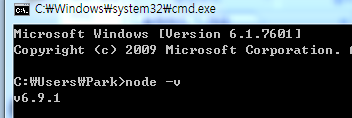 C:₩Windows₩system32₩cmd.exe
Microsoft Windows [Version 6.1.7601]
Copyright (c) 2009 Microsoft Corporation.
C:₩Users₩Park>node -v
v6.9.1